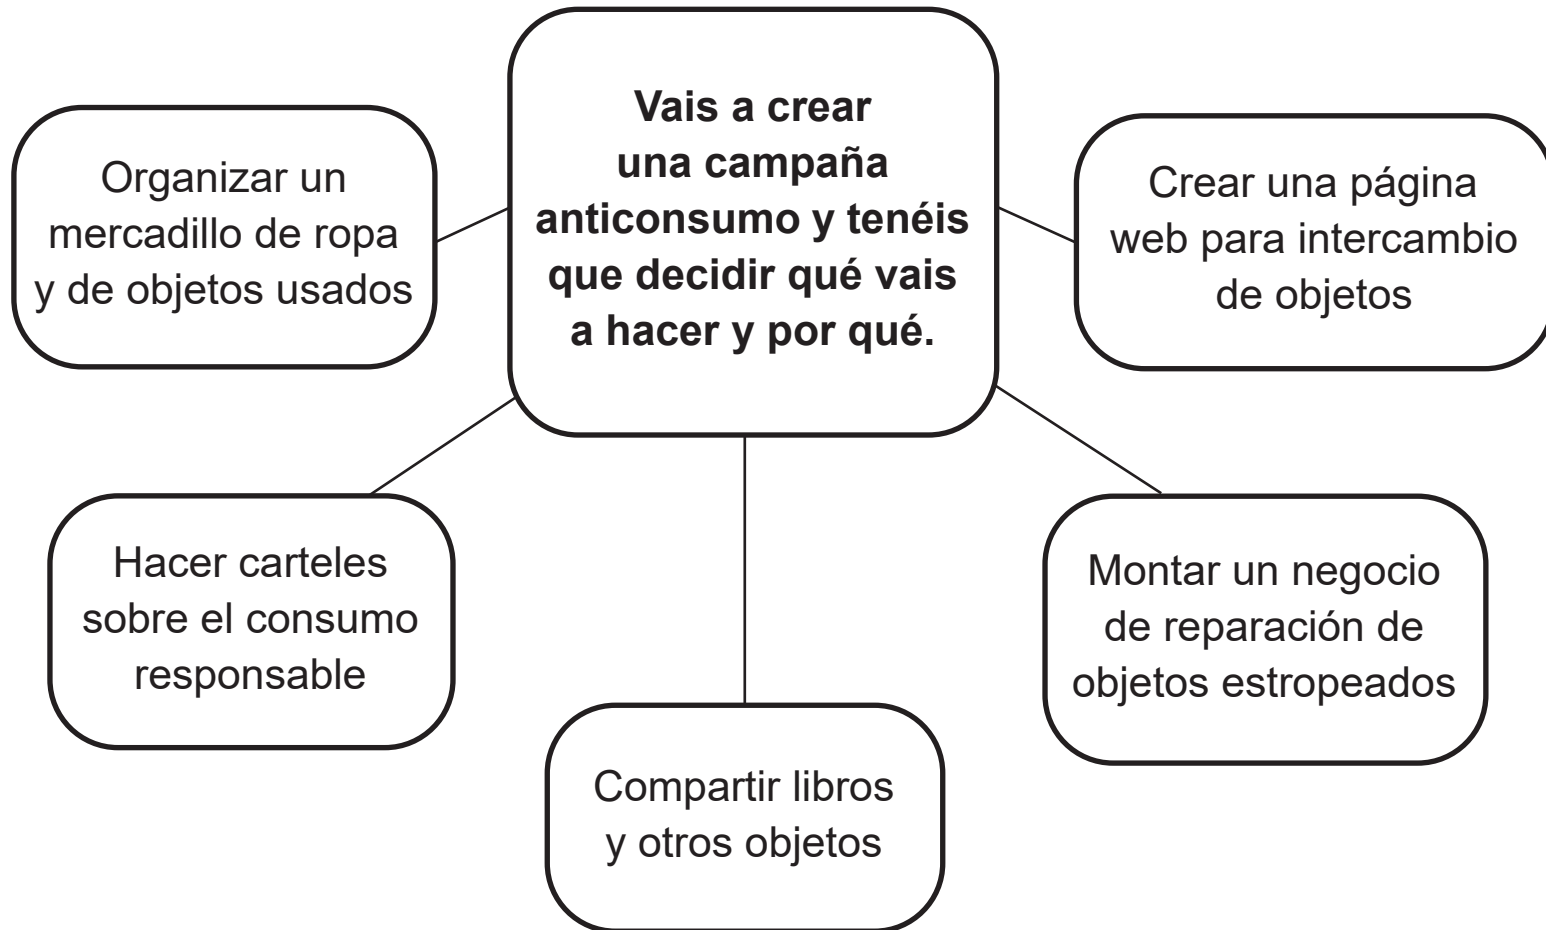 Vais a crear
una campaña
anticonsumo y tenéis
que decidir qué vais
a hacer y por qué.
Organizar un
mercadillo de ropa
y de objetos usados
Crear una página
web para intercambio
de objetos
Hacer carteles
sobre el consumo
responsable
Montar un negocio
de reparación de
objetos estropeados
Compartir libros
y otros objetos